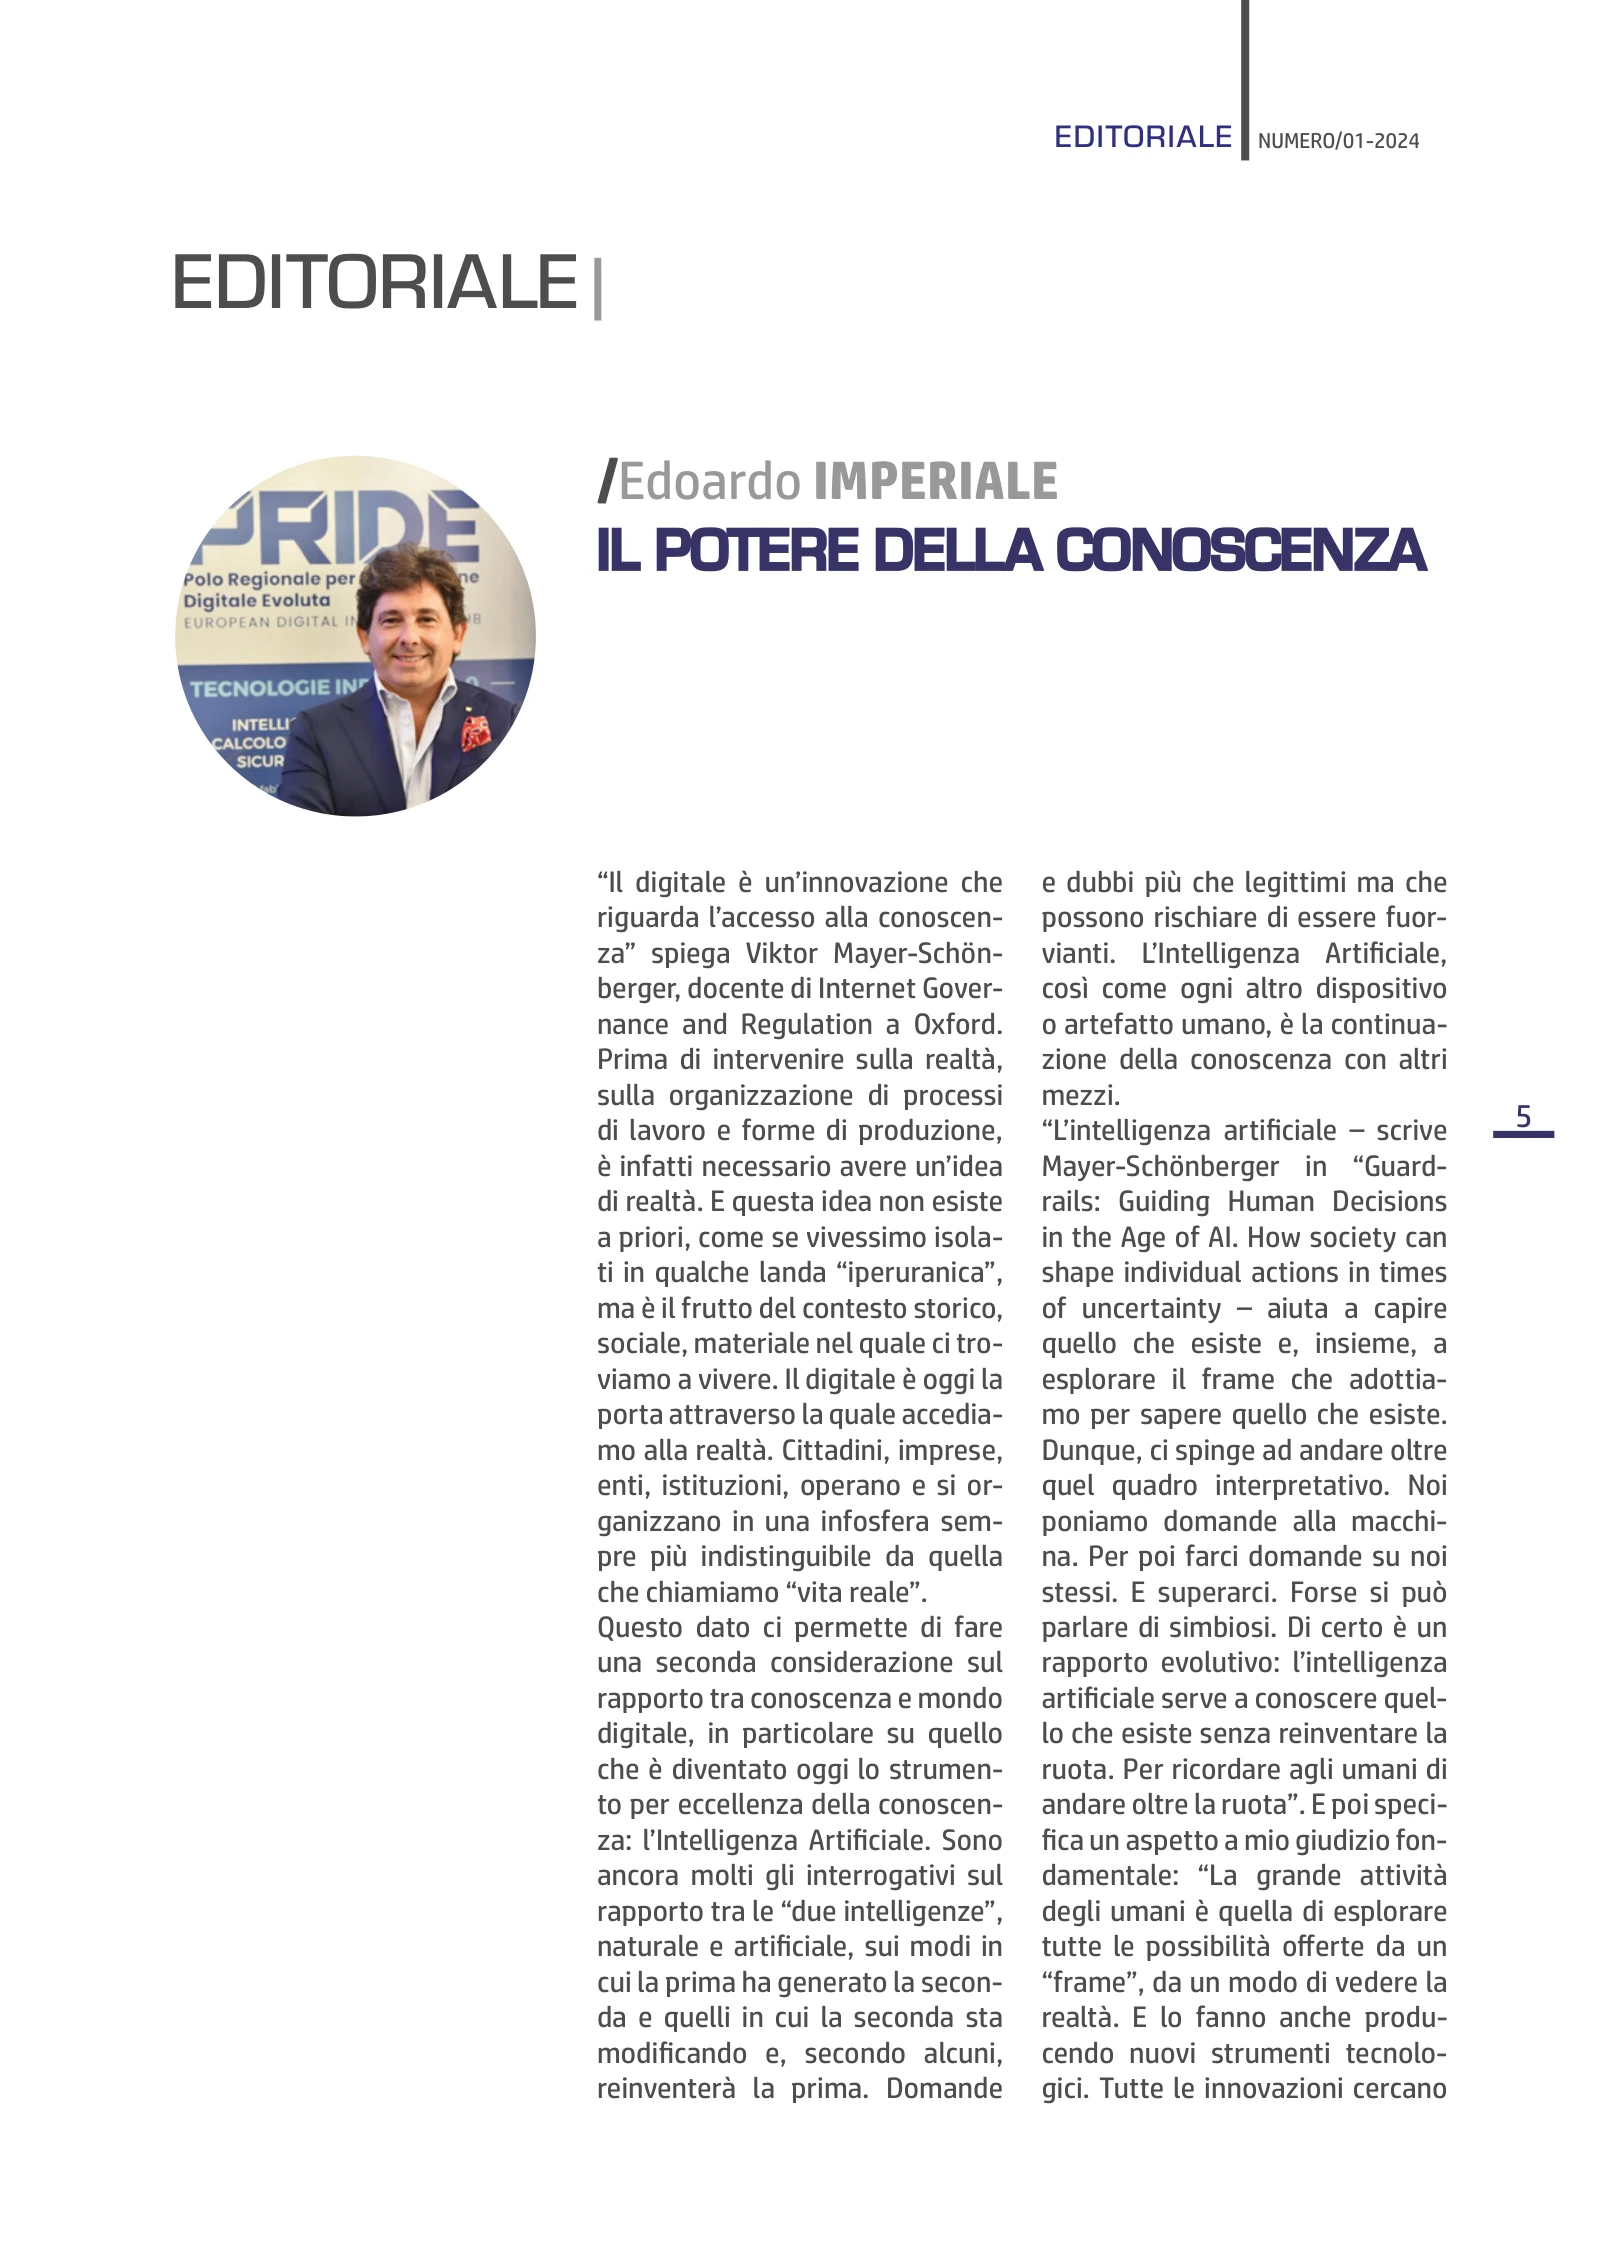 EDITORIALE
NUMERO/01-2024
EDITORIALE
/Edoardo IMPERIALE
IL POTERE DELLA CONOSCENZA
PRIDE
Polo Regionale per
Digitale Evoluta
EUROPEAN DIGITAL
TECNOLOGIE
CALCOLO
“Il digitale è un’innovazione che
riguarda l’accesso alla conoscen-
za” spiega Viktor Mayer-Schön-
berger, docente di Internet Gover-
nance and Regulation a Oxford.
Prima di intervenire sulla realtà,
sulla organizzazione di processi
di lavoro e forme di produzione,
è infatti necessario avere un’idea
di realtà. E questa idea non esiste
a priori, come se vivessimo isola-
ti in qualche landa “iperuranica”,
ma è il frutto del contesto storico,
sociale, materiale nel quale ci tro-
viamo a vivere. Il digitale è oggi la
porta attraverso la quale accedia-
mo alla realtà. Cittadini, imprese,
enti, istituzioni, operano e si or-
ganizzano in una infosfera sem-
pre più indistinguibile da quella
che chiamiamo “vita reale”.
Questo dato ci permette di fare
una seconda considerazione sul
rapporto tra conoscenza e mondo
digitale, in particolare su quello
che è diventato oggi lo strumen-
to per eccellenza della conoscen-
za: l’Intelligenza Artificiale. Sono
ancora molti gli interrogativi sul
rapporto tra le “due intelligenze”,
naturale e artificiale, sui modi in
cui la prima ha generato la secon-
da e quelli in cui la seconda sta
modificando e, secondo alcuni,
reinventerà la prima. Domande
e dubbi più che legittimi ma che
possono rischiare di essere fuor-
vianti. L’Intelligenza Artificiale,
così come ogni altro dispositivo
o artefatto umano, è la continua-
zione della conoscenza con altri
mezzi.
“L’intelligenza artificiale – scrive
Mayer-Schönberger in “Guard-
rails: Guiding Human Decisions
in the Age of AI. How society can
shape individual actions in times
of uncertainty – aiuta a capire
quello che esiste e, insieme, a
esplorare il frame che adottia-
mo per sapere quello che esiste.
Dunque, ci spinge ad andare oltre
quel quadro interpretativo. Noi
poniamo domande alla macchi-
na. Per poi farci domande su noi
stessi. E superarci. Forse si può
parlare di simbiosi. Di certo è un
rapporto evolutivo: l’intelligenza
artificiale serve a conoscere quel-
lo che esiste senza reinventare la
ruota. Per ricordare agli umani di
andare oltre la ruota”. E poi speci-
fica un aspetto a mio giudizio fon-
damentale: “La grande attività
degli umani è quella di esplorare
tutte le possibilità offerte da un
“frame”, da un modo di vedere la
realtà. E lo fanno anche produ-
cendo nuovi strumenti tecnolo-
gici. Tutte le innovazioni cercano
5